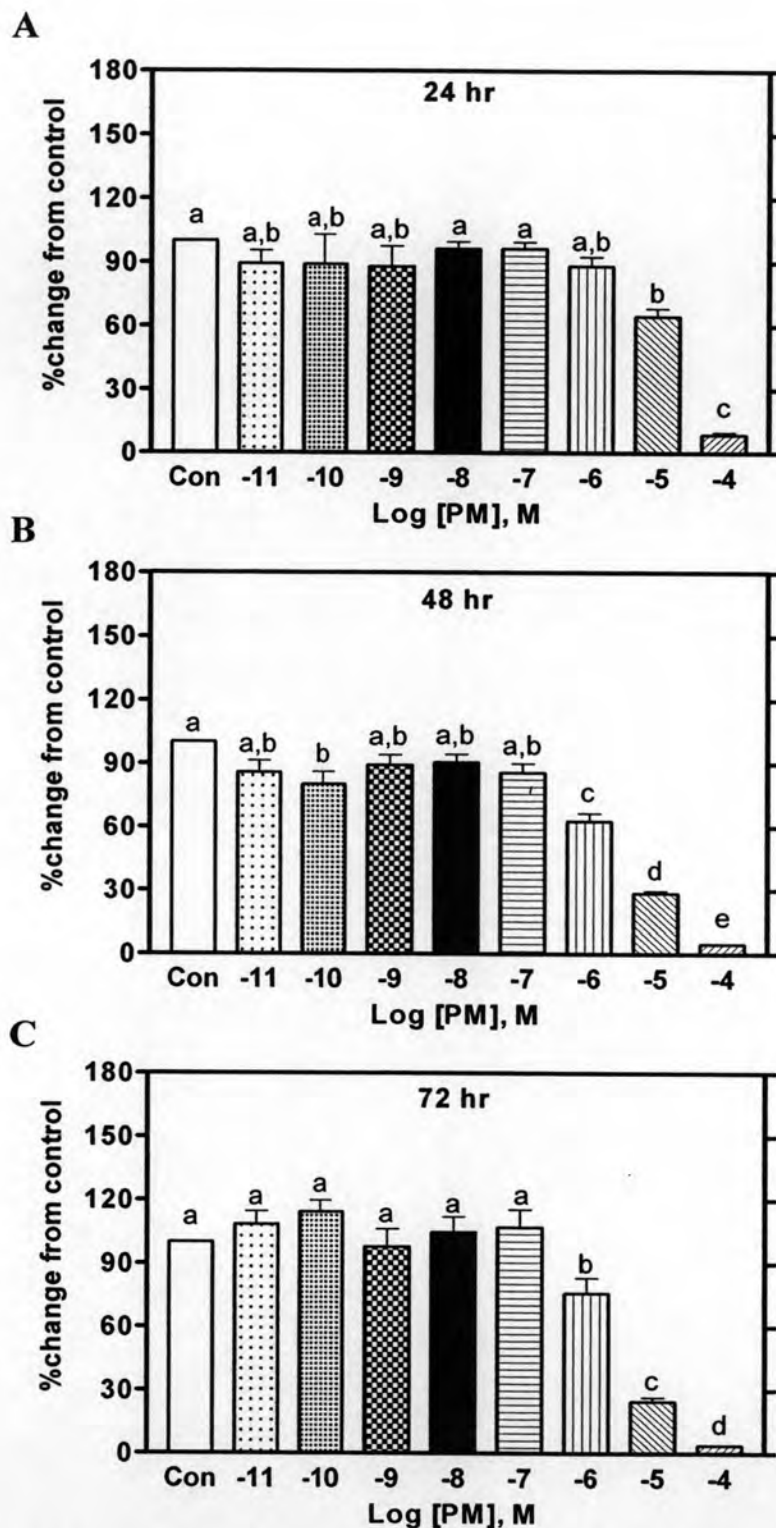 A
24 hr
%change from control
180
150
120
90
60
30
0
a a,b a,b a,b a a a,b b c
Con -11 -10 -9 -8 -7 -6 -5 -4
Log [PM], M
B
48 hr
%change from control
180
150
120
90
60
30
0
a a,b b a,b a,b a,b c d e
Con -11 -10 -9 -8 -7 -6 -5 -4
Log [PM], M
C
72 hr
%change from control
180
150
120
90
60
30
0
a a a a a a b c d
Con -11 -10 -9 -8 -7 -6 -5 -4
Log [PM], M